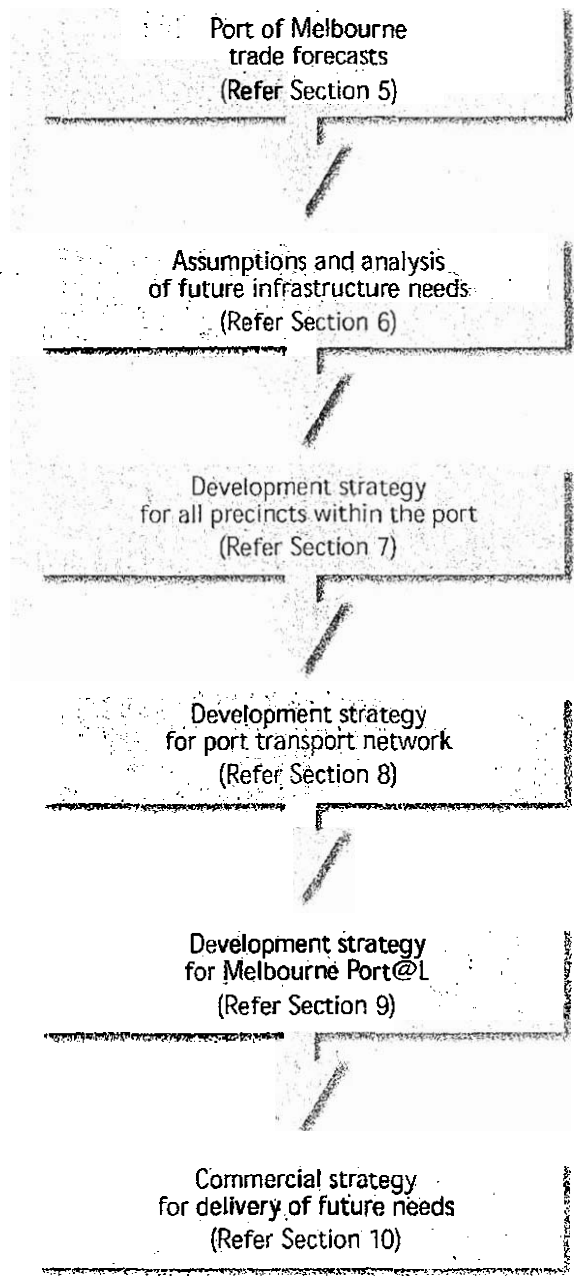 Port of Melbourne
trade forecasts
(Refer Section 5)
Assumptions and analysis
of future infrastructure needs
(Refer Section 6)
Development strategy
for all precincts within the port
(Refer Section 7)
Development strategy
for port transport network
(Refer Section 8)
Development strategy
for Melbourne Port@L
(Refer Section 9)
Commercial strategy
for delivery of future needs
(Refer Section 10)